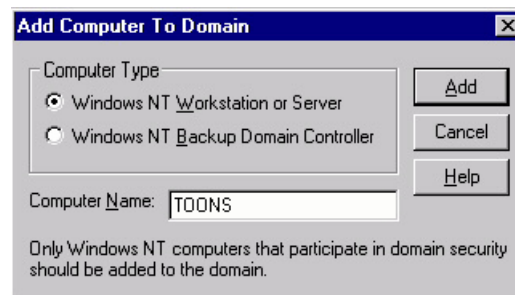 Add Computer To Domain
Computer Type
Windows NT Workstation or Server
Windows NT Backup Domain Controller
Add
Cancel
Help
Computer Name: TOONS
Only Windows NT computers that participate in domain security
should be added to the domain.